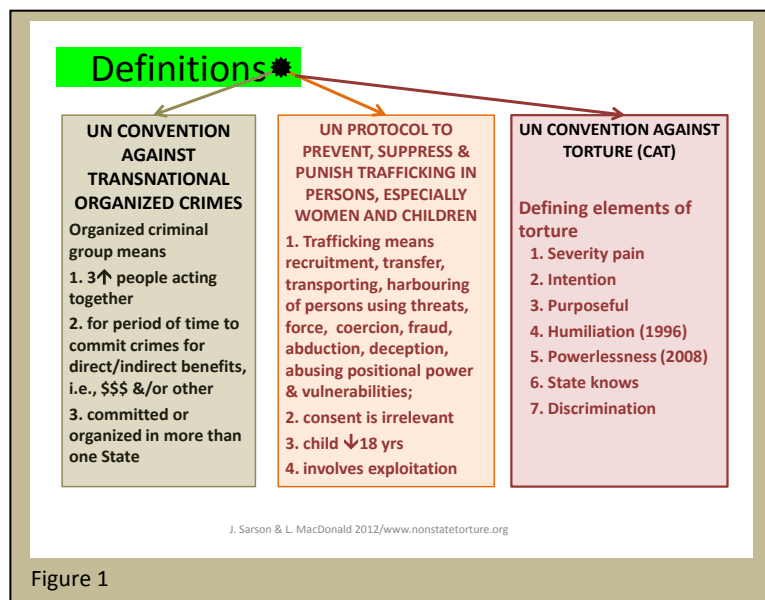 Definitions
UN CONVENTION
AGAINST
TRANSNATIONAL
ORGANIZED CRIMES
Organized criminal
group means
1. 3↑ people acting
together
2. for period of time to
commit crimes for
direct/indirect benefits,
i.e., $$$ &/or other
3. committed or
organized in more than
one State
UN PROTOCOL TO
PREVENT, SUPPRESS &
PUNISH TRAFFICKING IN
PERSONS, ESPECIALLY
WOMEN AND CHILDREN
1. Trafficking means
recruitment, transfer,
transporting, harbouring
of persons using threats,
force, coercion, fraud,
abduction, deception,
abusing positional power
& vulnerabilities;
2. consent is irrelevant
3. child ↓18 yrs
4. involves exploitation
UN CONVENTION AGAINST
TORTURE (CAT)
Defining elements of
torture
1. Severity pain
2. Intention
3. Purposeful
4. Humiliation (1996)
5. Powerlessness (2008)
6. State knows
7. Discrimination
J. Sarson & L. MacDonald 2012/www.nonstatetorture.org
Figure 1